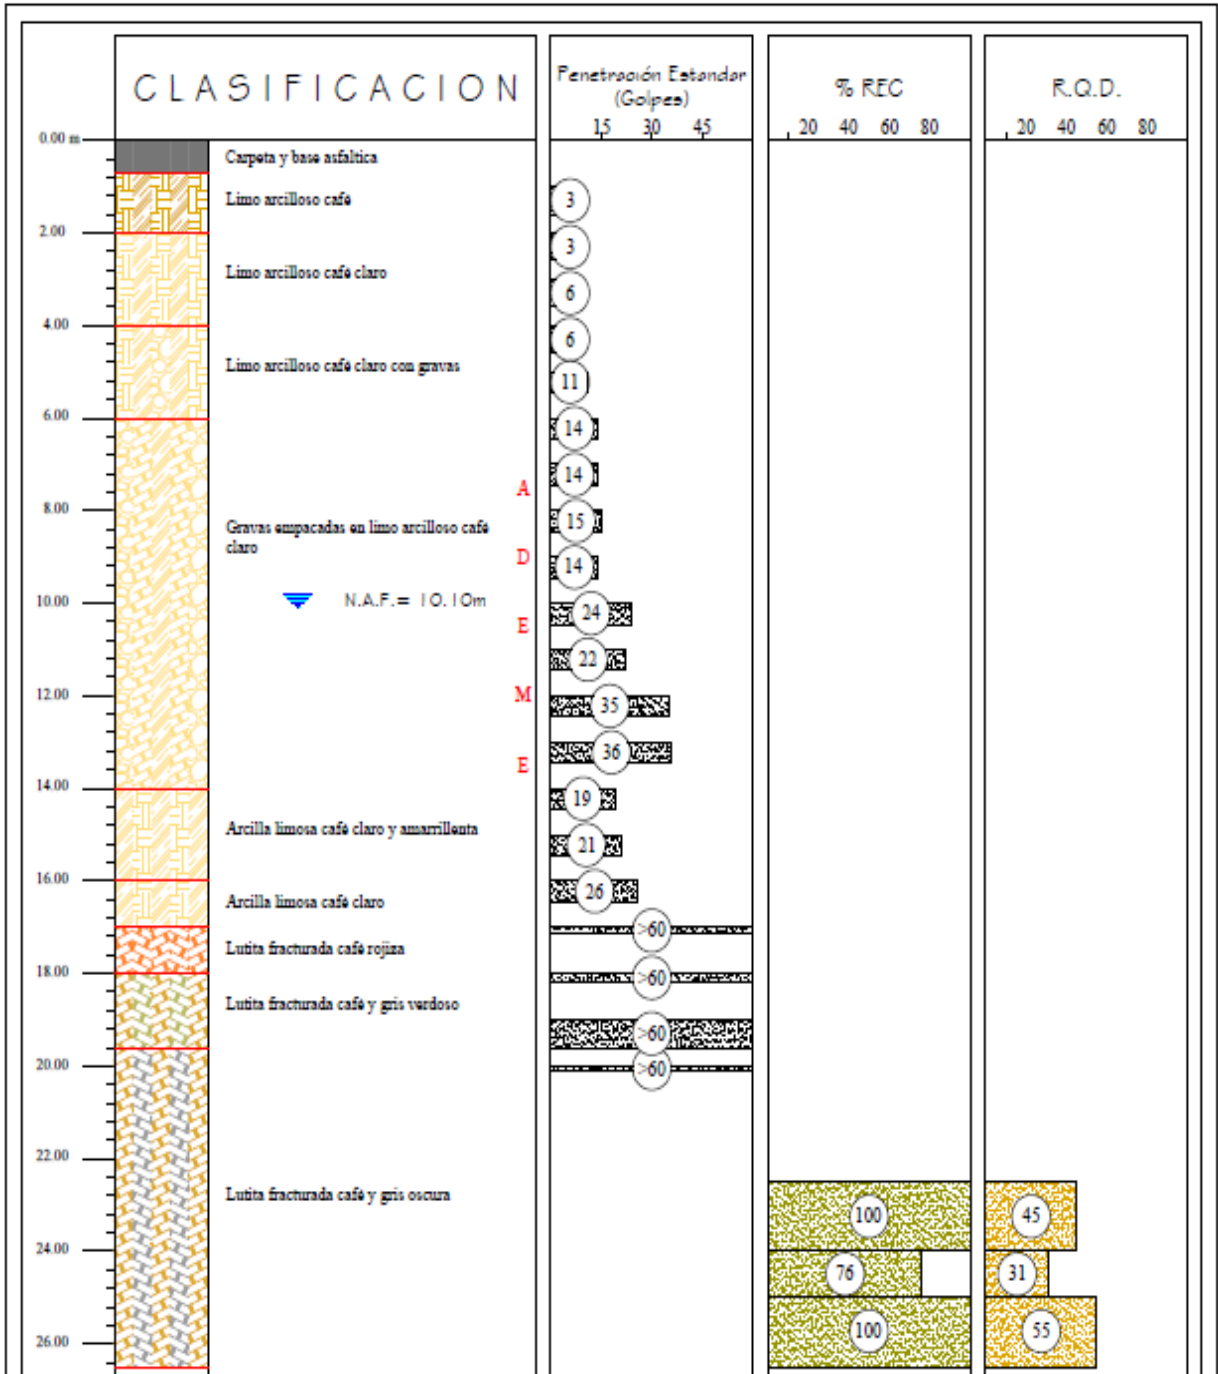 CLASIFICACION
Penetración Estandar
(Golpes)
15 30 45
% REC
20 40 60 80
R.Q.D.
20 40 60 80
0.00 m
Carpeta y base asfaltica
Limo arcilloso café
3
2.00
3
Limo arcilloso café claro
6
4.00
6
Limo arcilloso café claro con gravas
11
6.00
14
14
A
8.00
15
Gravas empacadas en limo arcilloso café
claro
D
14
10.00
N.A.F.= 10.10m
24
E
22
12.00
M
35
36
E
14.00
19
Arcilla limosa café claro y amarrillenta
21
16.00
26
Arcilla limosa café claro
>60
Lutita fracturada café rojiza
18.00
>60
Lutita fracturada café y gris verdoso
>60
20.00
>60
22.00
Lutita fracturada café y gris oscura
100
45
24.00
76
31
100
55
26.00